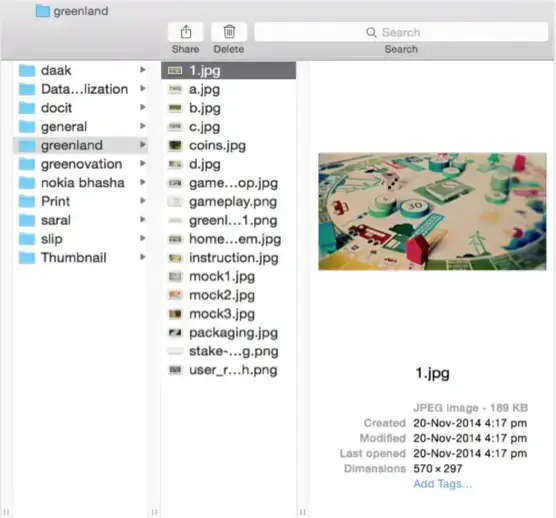 greenland
Share
Delete
Search
Search
daak
Data...lization
docit
general
greenland
greenovation
nokia bhasha
Print
saral
slip
Thumbnail
1.jpg
a.jpg
b.jpg
c.jpg
coins.jpg
d.jpg
game...op.jpg
gameplay.png
greenl...1.png
home...em.jpg
instruction.jpg
mock1.jpg
mock2.jpg
mock3.jpg
packaging.jpg
stake-...g.png
user_r...h.png
30
1.jpg
JPEG image - 189 KB
Created 20-Nov-2014 4:17 pm
Modified 20-Nov-2014 4:17 pm
Last opened 20-Nov-2014 4:17 pm
Dimensions 570 × 297
Add Tags...